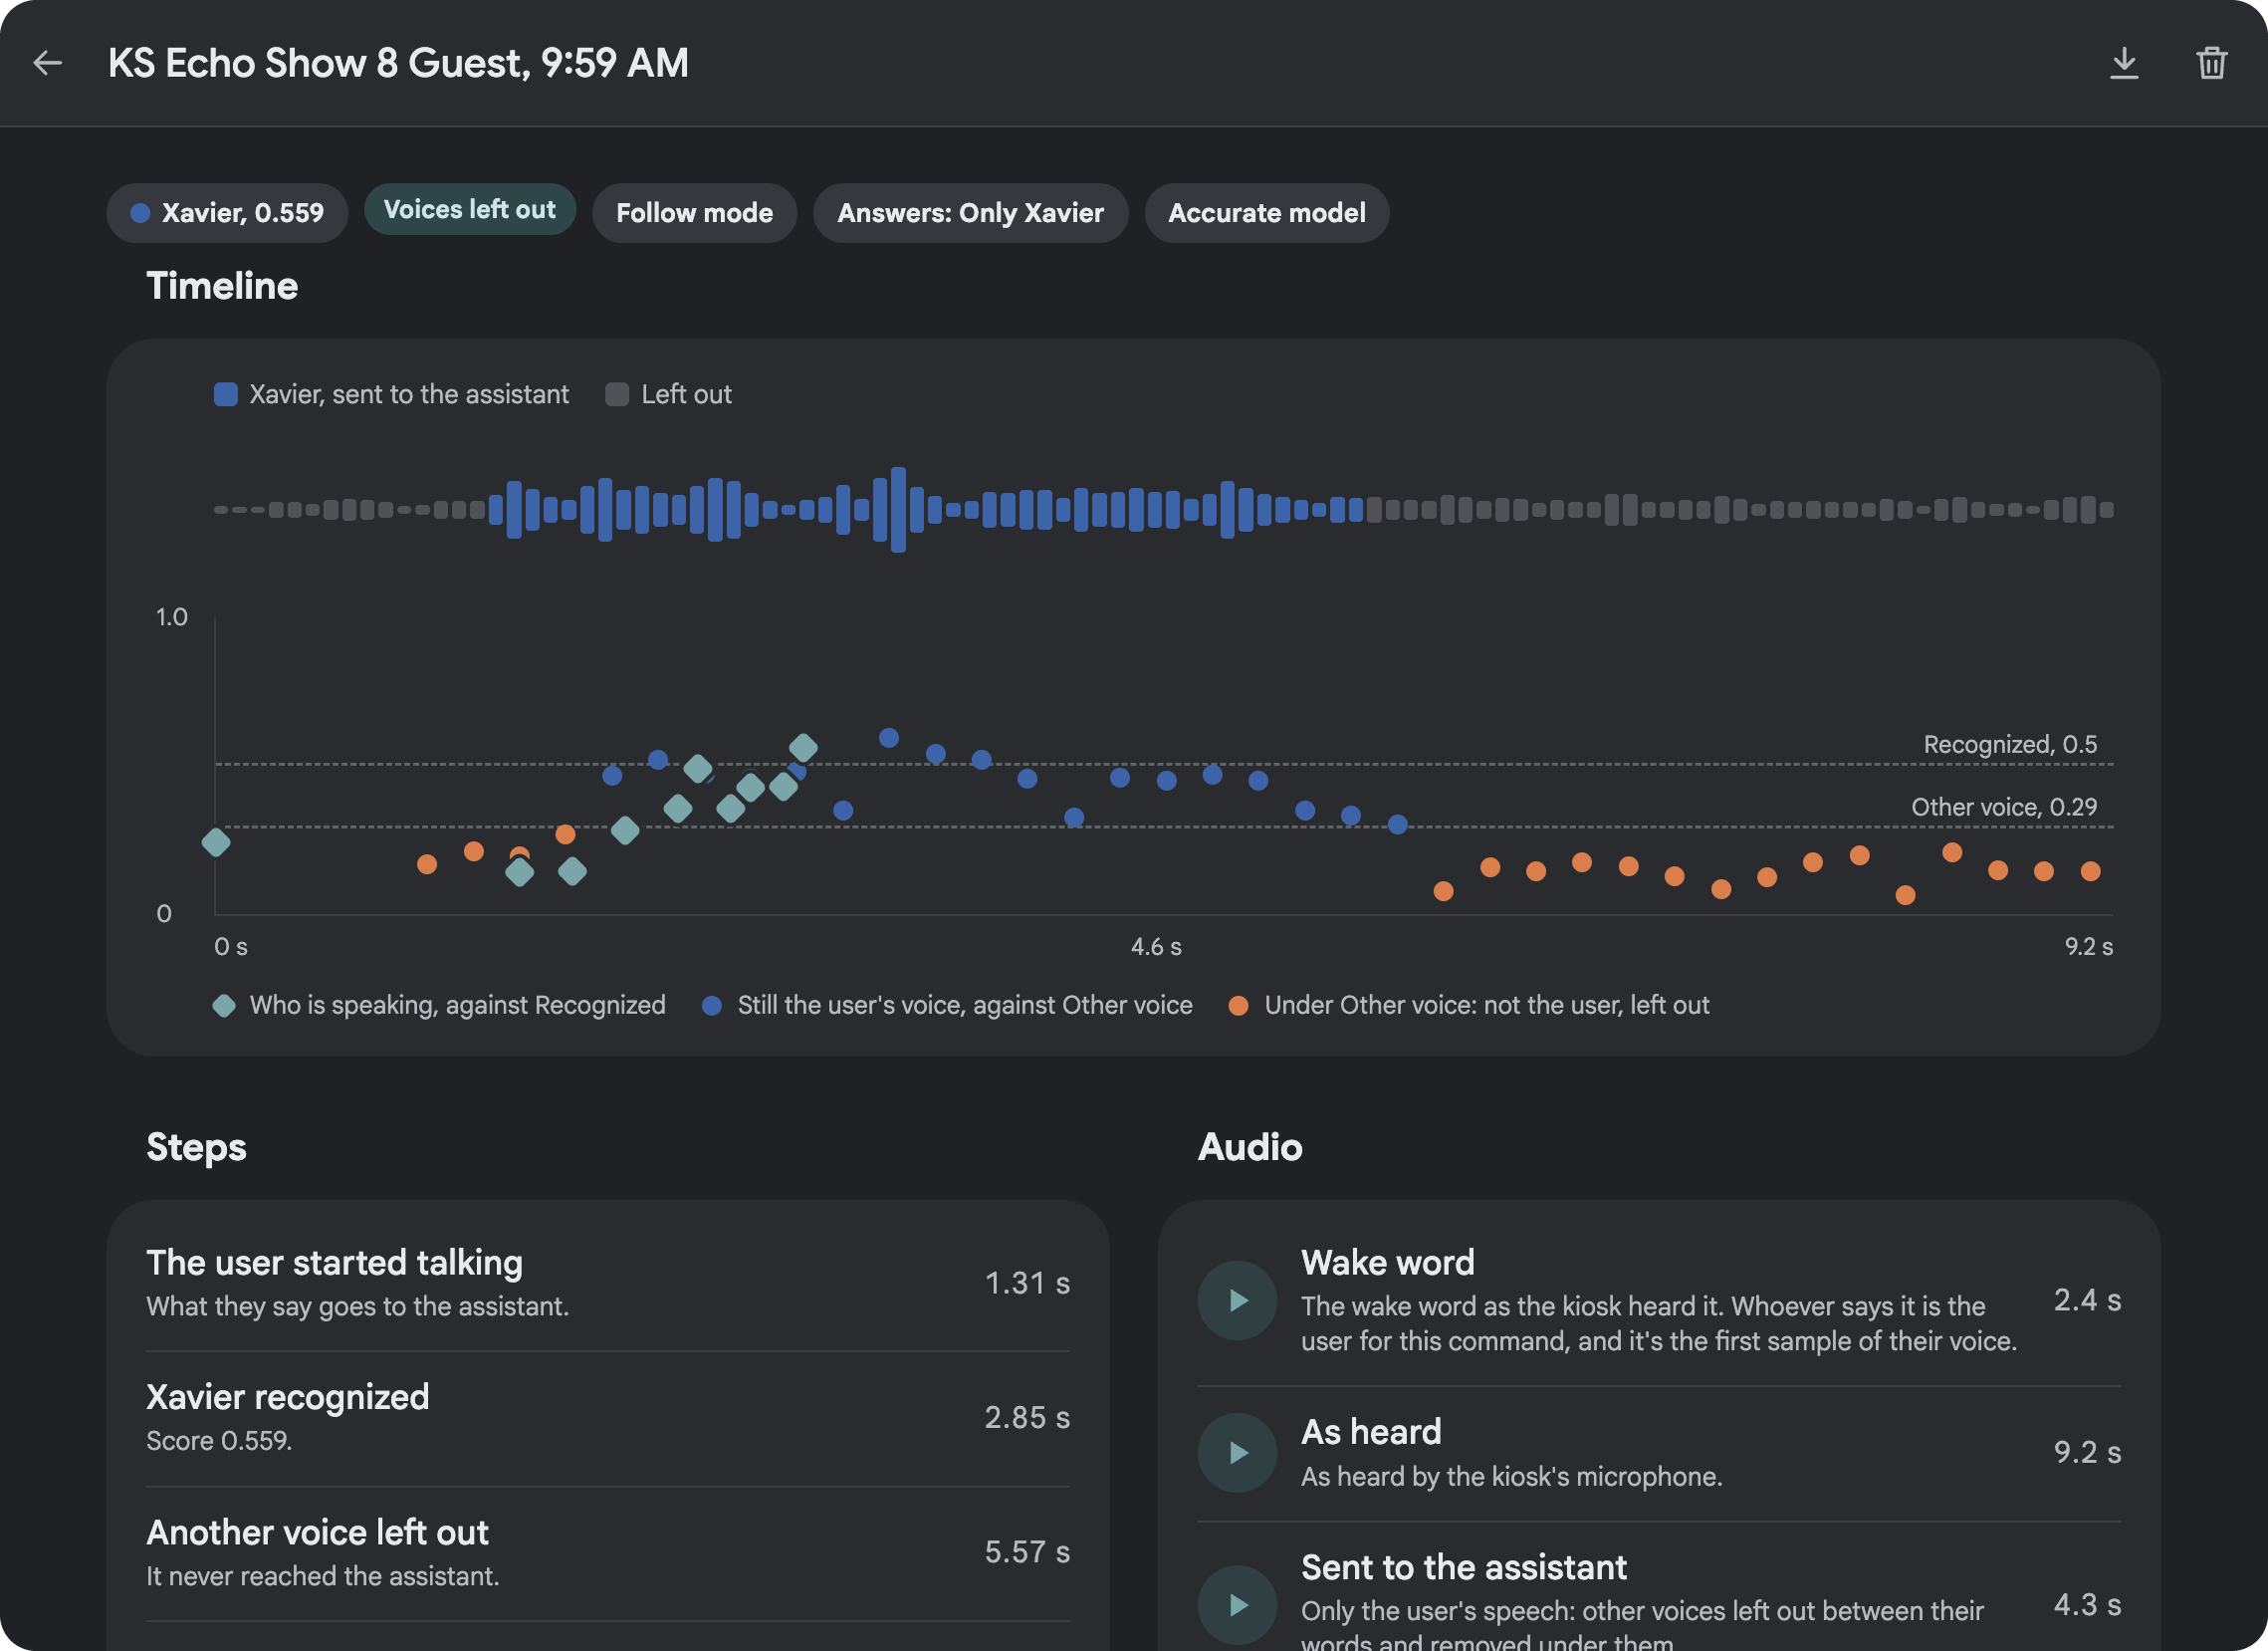 KS Echo Show 8 Guest, 9:59 AM
Xavier, 0.559
Voices left out
Follow mode
Answers: Only Xavier
Accurate model
Timeline
Xavier, sent to the assistant
Left out
1.0
Recognized, 0.5
Other voice, 0.29
0
0 s
4.6 s
9.2 s
Who is speaking, against Recognized
Still the user's voice, against Other voice
Under Other voice: not the user, left out
Steps
The user started talking
What they say goes to the assistant.
1.31 s
Xavier recognized
Score 0.559.
2.85 s
Another voice left out
It never reached the assistant.
5.57 s
Audio
Wake word
The wake word as the kiosk heard it. Whoever says it is the
user for this command, and it's the first sample of their voice.
2.4 s
As heard
As heard by the kiosk's microphone.
9.2 s
Sent to the assistant
Only the user's speech: other voices left out between their
words and removed under them.
4.3 s